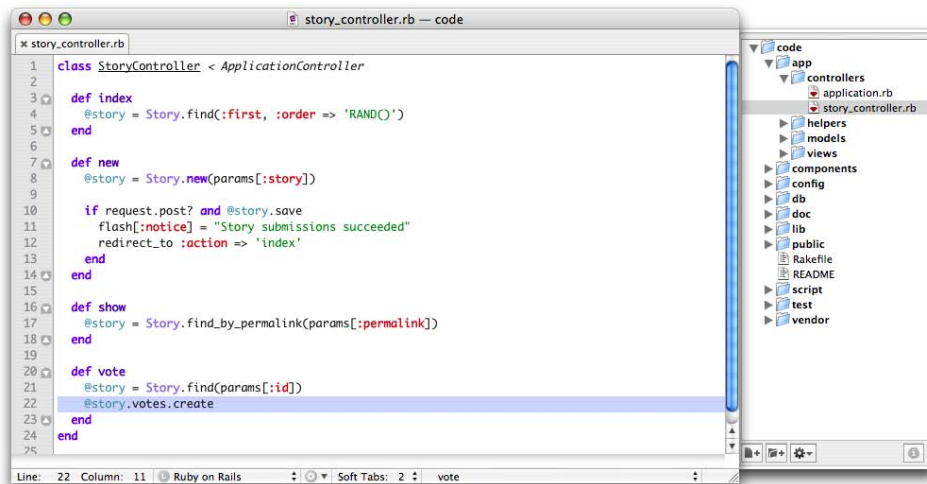 story_controller.rb — code
story_controller.rb
1 class StoryController < ApplicationController
2
3 def index
4 @story = Story.find(:first, :order => 'RAND()')
5 end
6
7 def new
8 @story = Story.new(params[:story])
9
10 if request.post? and @story.save
11 flash[:notice] = "Story submissions succeeded"
12 redirect_to :action => 'index'
13 end
14 end
15
16 def show
17 @story = Story.find_by_permalink(params[:permalink])
18 end
19
20 def vote
21 @story = Story.find(params[:id])
22 @story.votes.create
23 end
24 end
25
Line: 22 Column: 11 Ruby on Rails Soft Tabs: 2 vote
code
app
controllers
application.rb
story_controller.rb
helpers
models
views
components
config
db
doc
lib
public
Rakefile
README
script
test
vendor